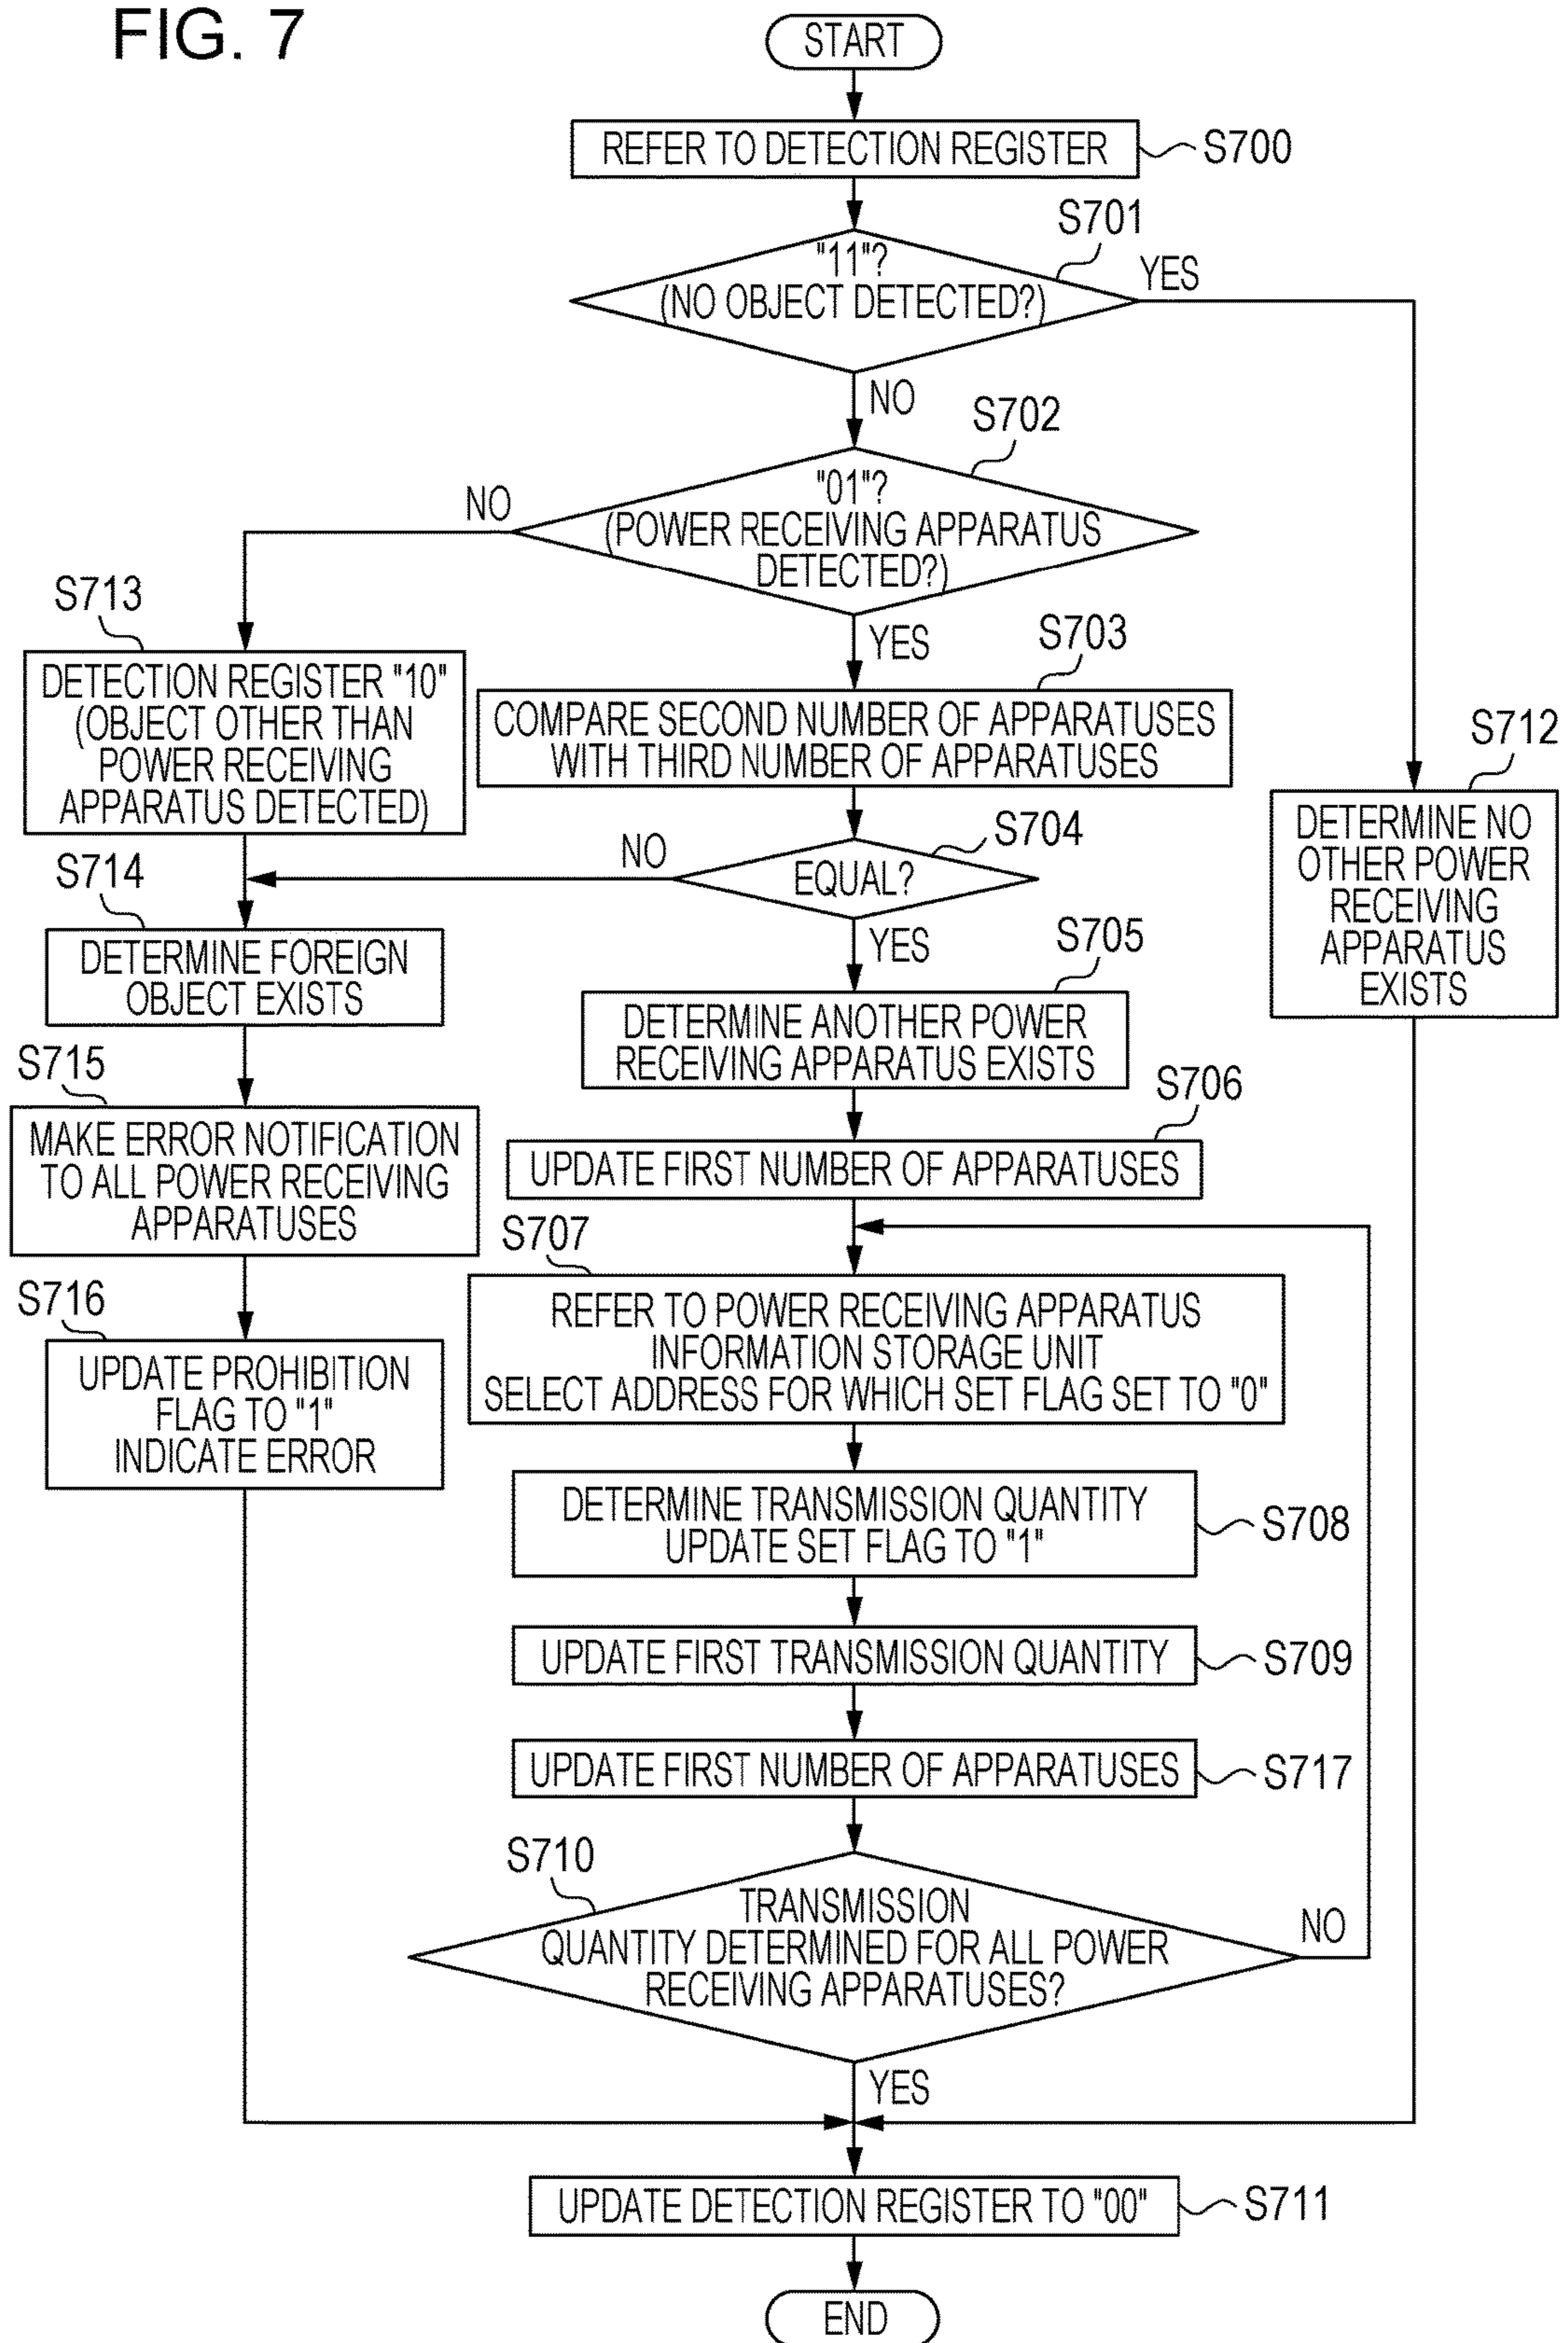 FIG. 7
START
REFER TO DETECTION REGISTER
S700
S701
"11"?
(NO OBJECT DETECTED?)
YES
NO
S702
"01"?
(POWER RECEIVING APPARATUS
DETECTED?)
NO
YES
S713
DETECTION REGISTER "10"
(OBJECT OTHER THAN
POWER RECEIVING
APPARATUS DETECTED)
S703
COMPARE SECOND NUMBER OF APPARATUSES
WITH THIRD NUMBER OF APPARATUSES
S712
DETERMINE NO
OTHER POWER
RECEIVING
APPARATUS
EXISTS
S704
EQUAL?
NO
YES
S714
DETERMINE FOREIGN
OBJECT EXISTS
S705
DETERMINE ANOTHER POWER
RECEIVING APPARATUS EXISTS
S715
MAKE ERROR NOTIFICATION
TO ALL POWER RECEIVING
APPARATUSES
S706
UPDATE FIRST NUMBER OF APPARATUSES
S716
UPDATE PROHIBITION
FLAG TO "1"
INDICATE ERROR
S707
REFER TO POWER RECEIVING APPARATUS
INFORMATION STORAGE UNIT
SELECT ADDRESS FOR WHICH SET FLAG SET TO "0"
DETERMINE TRANSMISSION QUANTITY
UPDATE SET FLAG TO "1"
S708
UPDATE FIRST TRANSMISSION QUANTITY
S709
UPDATE FIRST NUMBER OF APPARATUSES
S717
S710
TRANSMISSION
QUANTITY DETERMINED FOR ALL POWER
RECEIVING APPARATUSES?
NO
YES
UPDATE DETECTION REGISTER TO "00"
S711
END